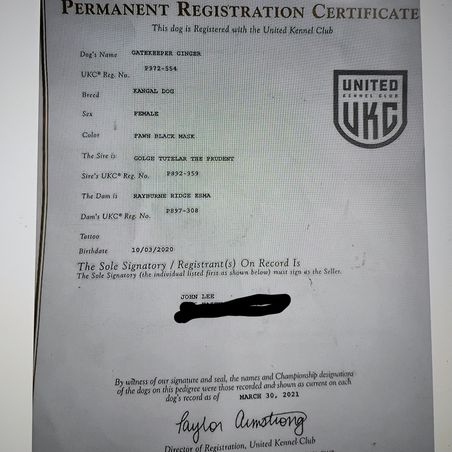 PERMANENT REGISTRATION CERTIFICATE
This dog is Registered with the United Kennel Club
Dog's Name GATEKEEPER GINGER
UKC® Reg. No. P972-554
Breed KANGAL DOG
Sex FEMALE
Color FAWN BLACK MASK
The Sire is GOLGE TUTELAR THE PRUDENT
Sire's UKC® Reg. No. P892-959
The Dam is RAYBURNE RIDGE ESMA
Dam's UKC® Reg. No. P897-308
Tattoo
Birthdate 10/03/2020
UNITED
KENNEL CLUB
UKC
The Sole Signatory / Registrant(s) On Record Is
The Sole Signatory (the individual listed first as shown below) must sign as the Seller.
JOHN LEE
By witness of our signature and seal, the names and Championship designations
of the dogs on this pedigree were those recorded and shown as current on each
dog's record as of MARCH 30, 2021
Taylor Armstrong
Director of Registration, United Kennel Club